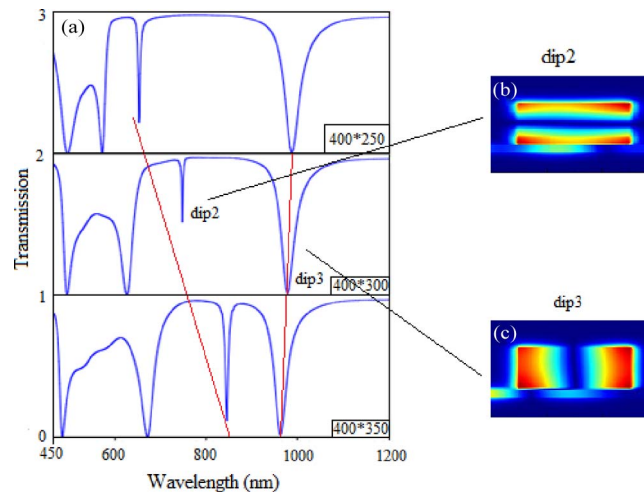 3
(a)
400*250
2
dip2
dip3
400*300
1
400*350
0
450
600
800
1000
1200
Transmission
Wavelength (nm)
dip2
(b)
dip3
(c)